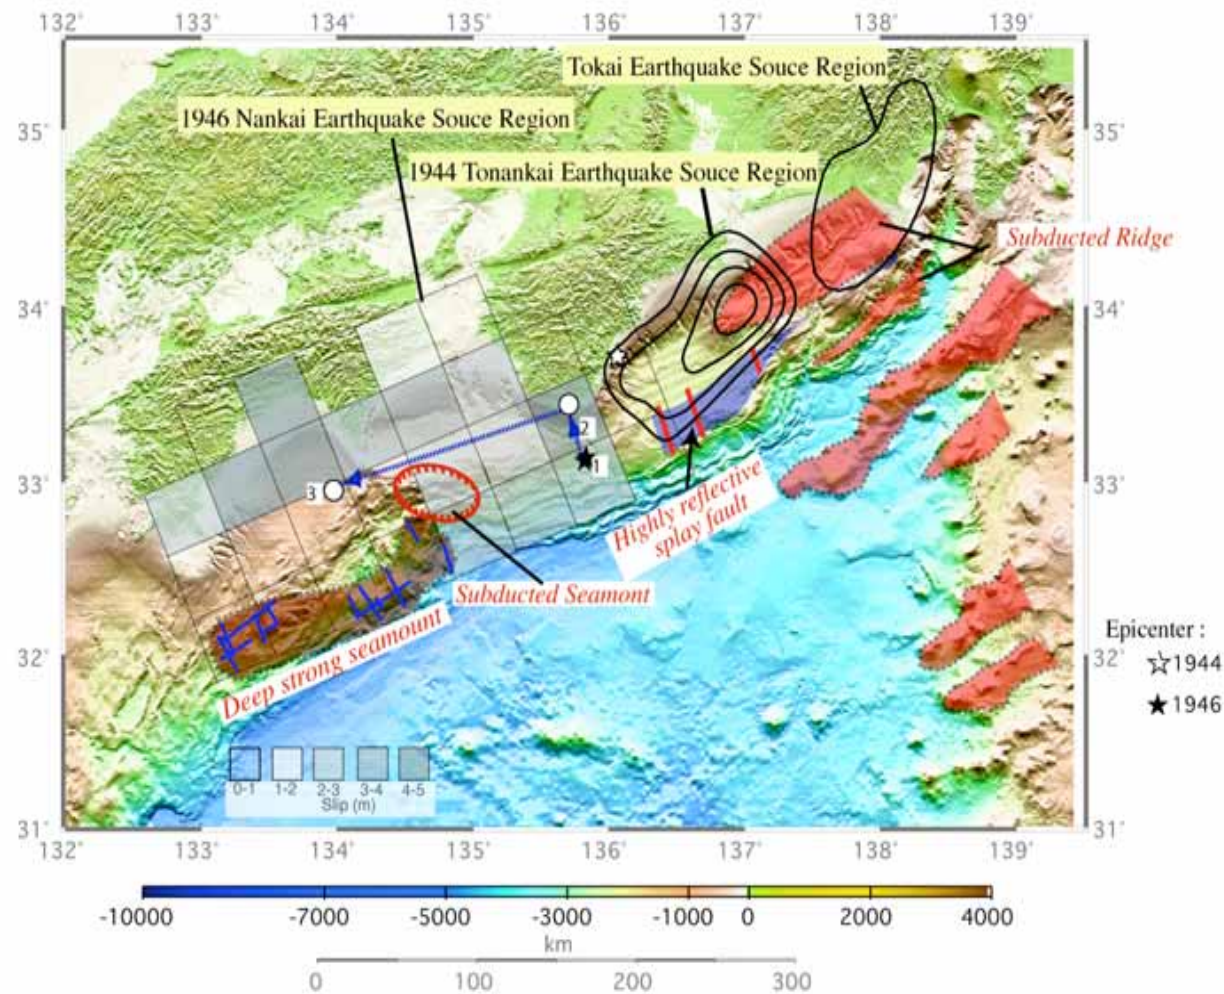 132˚ 133˚ 134˚ 135˚ 136˚ 137˚ 138˚ 139˚
Tokai Earthquake Souce Region
1946 Nankai Earthquake Souce Region
35˚ 35˚
1944 Tonankai Earthquake Souce Region
Subducted Ridge
34˚ 34˚
2
1
3
33˚ 33˚
Highly reflective
splay fault
Subducted Seamont
Deep strong seamount
Epicenter :
☆1944
★1946
32˚ 32˚
0-1 1-2 2-3 3-4 4-5
Slip (m)
31˚ 31˚
132˚ 133˚ 134˚ 135˚ 136˚ 137˚ 138˚ 139˚
-10000 -7000 -5000 -3000 -1000 0 2000 4000
km
0 100 200 300